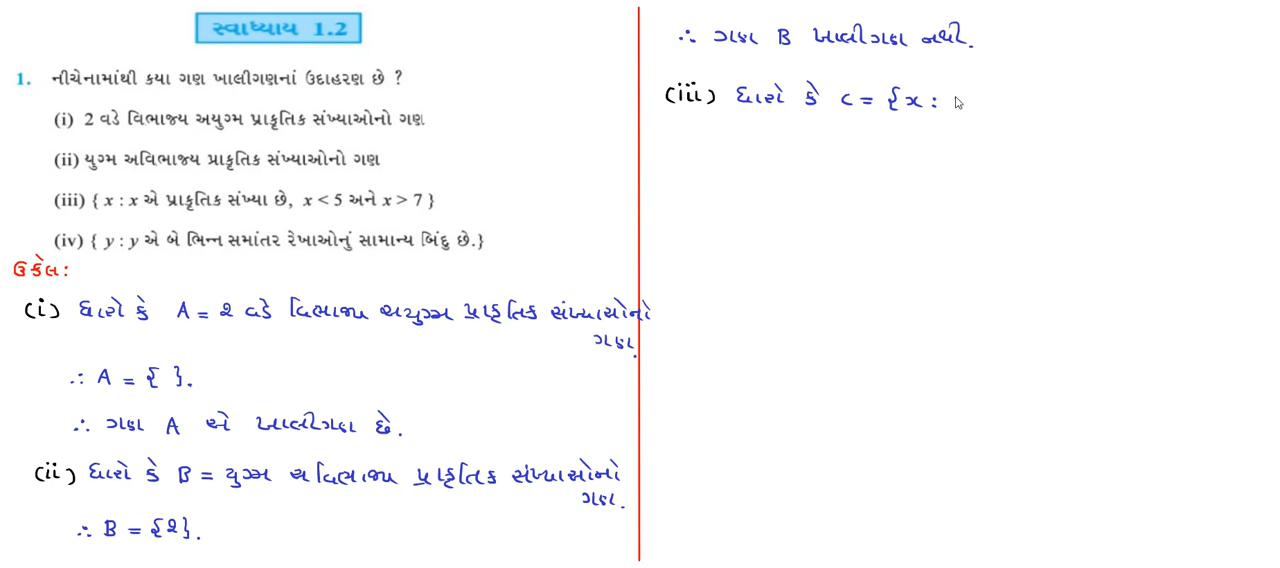 સ્વાધ્યાય 1.2
1. નીચેનામાંથી કયા ગણ ખાલીગણનાં ઉદાહરણ છે ?
(i) 2 વડે વિભાજ્ય અયુગ્મ પ્રાકૃતિક સંખ્યાઓનો ગણ
(ii) યુગ્મ અવિભાજ્ય પ્રાકૃતિક સંખ્યાઓનો ગણ
(iii) { x : x એ પ્રાકૃતિક સંખ્યા છે, x < 5 અને x > 7 }
(iv) { y : y એ બે ભિન્ન સમાંતર રેખાઓનું સામાન્ય બિંદુ છે.}
ઉકેલ:
(i) ધારો કે A = ૨ વડે વિભાજ્ય અયુગ્મ પ્રાકૃતિક સંખ્યાઓનો
ગણ.
∴ A = { }.
∴ ગણ A એ ખાલીગણ છે.
(ii) ધારો કે B = યુગ્મ અવિભાજ્ય પ્રાકૃતિક સંખ્યાઓનો
ગણ.
∴ B = {૨}.
∴ ગણ B ખાલીગણ નથી.
(iii) ધારો કે C = {x :